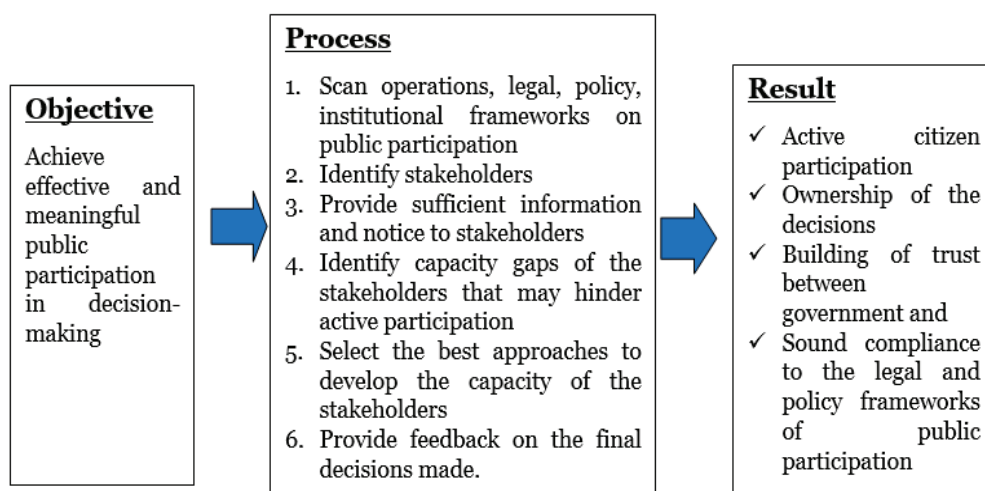 Objective
Achieve
effective and
meaningful
public
participation
in decision-
making
Process
1. Scan operations, legal, policy,
institutional frameworks on
public participation
2. Identify stakeholders
3. Provide sufficient information
and notice to stakeholders
4. Identify capacity gaps of the
stakeholders that may hinder
active participation
5. Select the best approaches to
develop the capacity of the
stakeholders
6. Provide feedback on the final
decisions made.
Result
✓ Active citizen
participation
✓ Ownership of the
decisions
✓ Building of trust
between
government and
✓ Sound compliance
to the legal and
policy frameworks
of public
participation